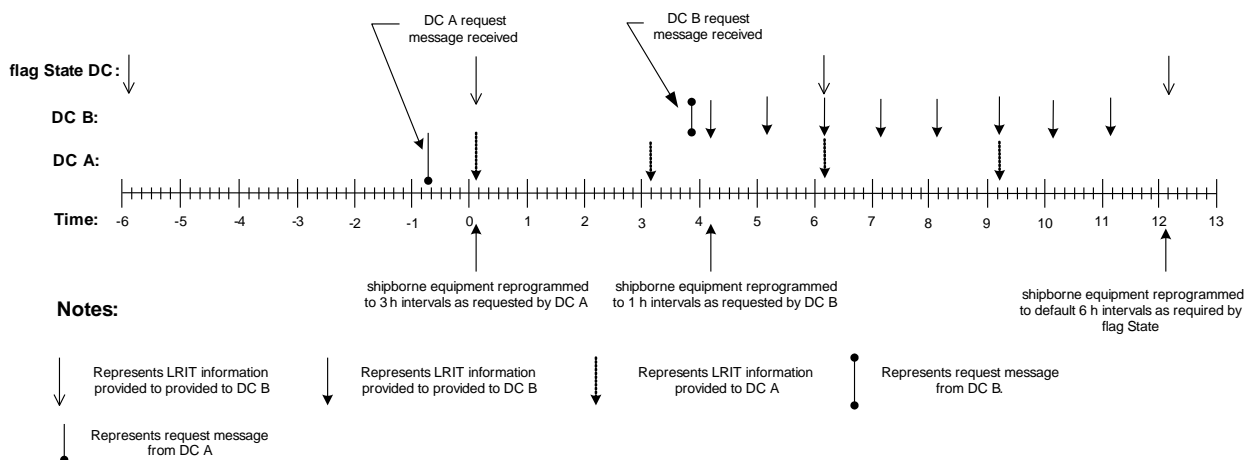 DC A request
message received
DC B request
message received
flag State DC:
DC B:
DC A:
Time:
-6 -5 -4 -3 -2 -1 0 1 2 3 4 5 6 7 8 9 10 11 12 13
shipborne equipment reprogrammed
to 3 h intervals as requested by DC A
shipborne equipment reprogrammed
to 1 h intervals as requested by DC B
shipborne equipment reprogrammed
to default 6 h intervals as required by
flag State
Notes:
Represents LRIT information
provided to provided to DC B
Represents LRIT information
provided to provided to DC B
Represents LRIT information
provided to DC A
Represents request message
from DC B.
Represents request message
from DC A